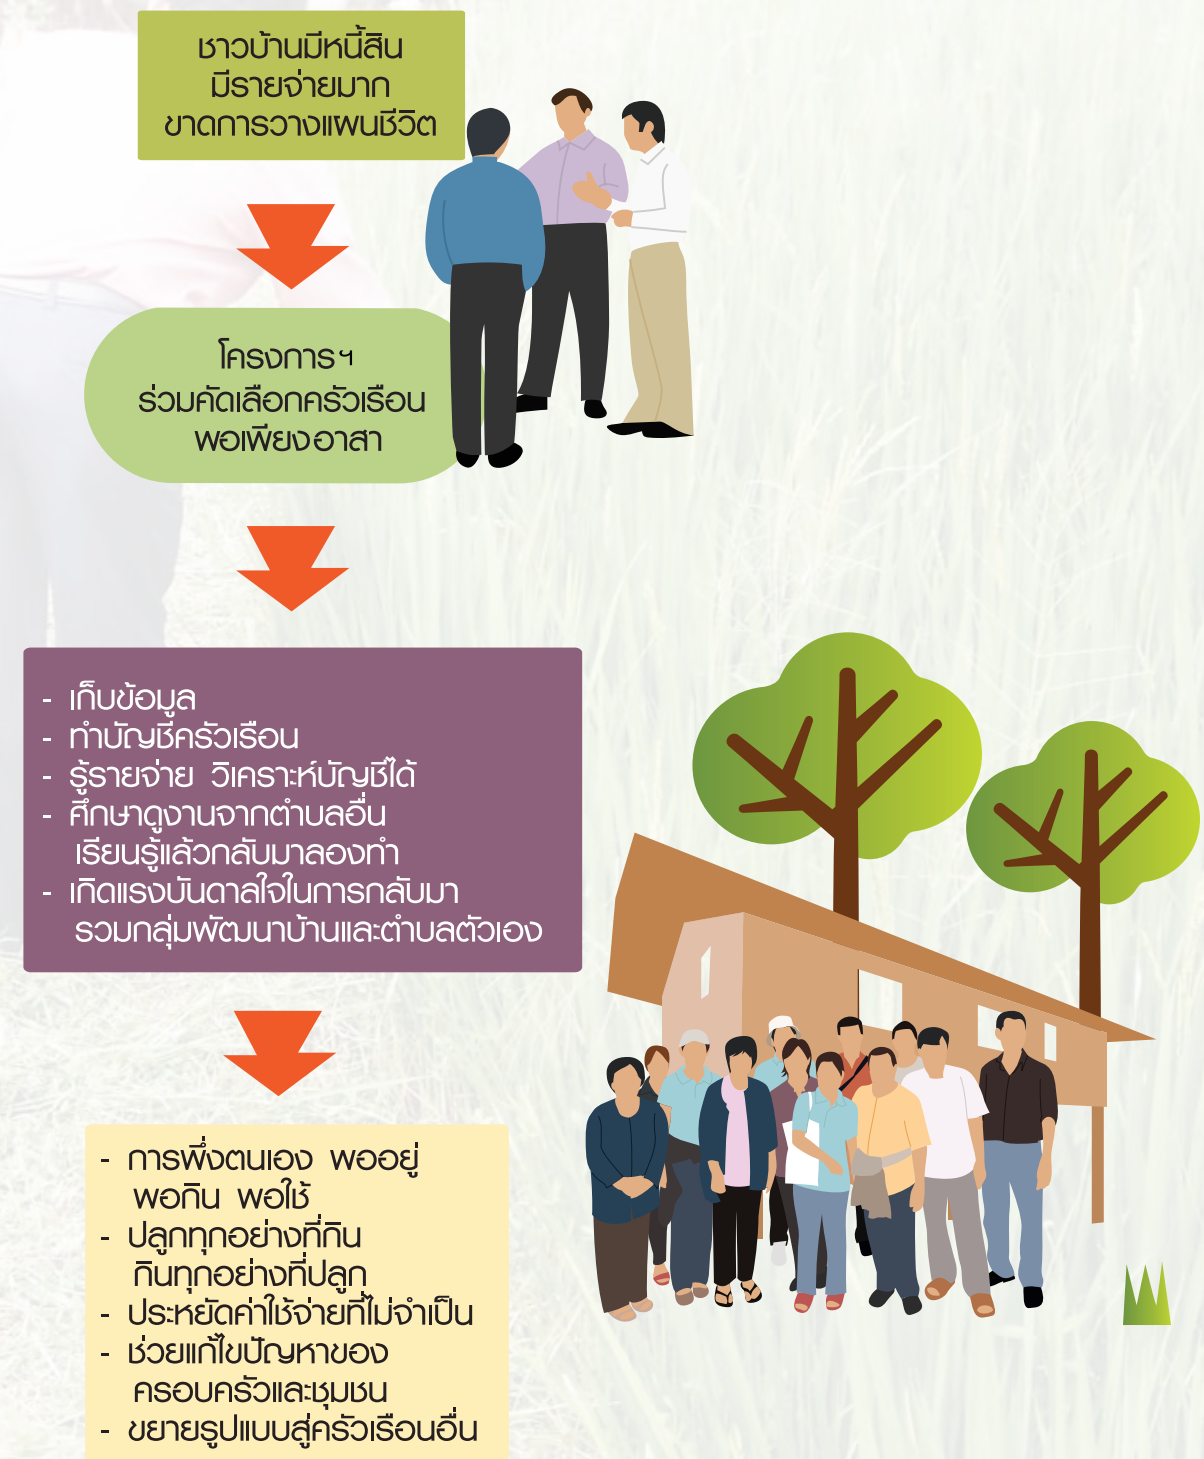 ชาวบ้านมีหนี้สิน
มีรายจ่ายมาก
ขาดการวางแผนชีวิต
โครงการฯ
ร่วมคัดเลือกครัวเรือน
พอเพียงอาสา
- เก็บข้อมูล
- ทำบัญชีครัวเรือน
- รู้รายจ่าย วิเคราะห์บัญชีได้
- ศึกษาดูงานจากตำบลอื่น
เรียนรู้แล้วกลับมาลองทำ
- เกิดแรงบันดาลใจในการกลับมา
รวมกลุ่มพัฒนาบ้านและตำบลตัวเอง
- การพึ่งตนเอง พออยู่
พอกิน พอใช้
- ปลูกทุกอย่างที่กิน
กินทุกอย่างที่ปลูก
- ประหยัดค่าใช้จ่ายที่ไม่จำเป็น
- ช่วยแก้ไขปัญหาของ
ครอบครัวและชุมชน
- ขยายรูปแบบสู่ครัวเรือนอื่น